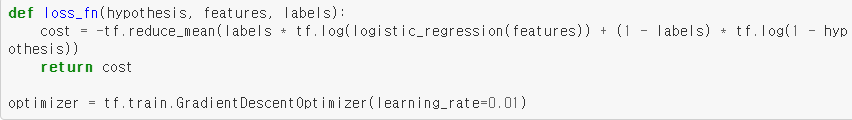 def loss_fn(hypothesis, features, labels):
    cost = -tf.reduce_mean(labels * tf.log(logistic_regression(features)) + (1 - labels) * tf.log(1 - hyp
othesis))
    return cost

optimizer = tf.train.GradientDescentOptimizer(learning_rate=0.01)